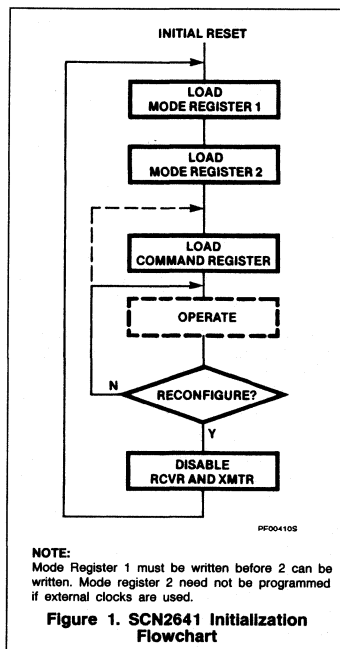 INITIAL RESET
LOAD
MODE REGISTER 1
LOAD
MODE REGISTER 2
LOAD
COMMAND REGISTER
OPERATE
N
RECONFIGURE?
Y
DISABLE
RCVR AND XMTR
PF00410S
NOTE:
Mode Register 1 must be written before 2 can be
written. Mode register 2 need not be programmed
if external clocks are used.
Figure 1. SCN2641 Initialization
Flowchart